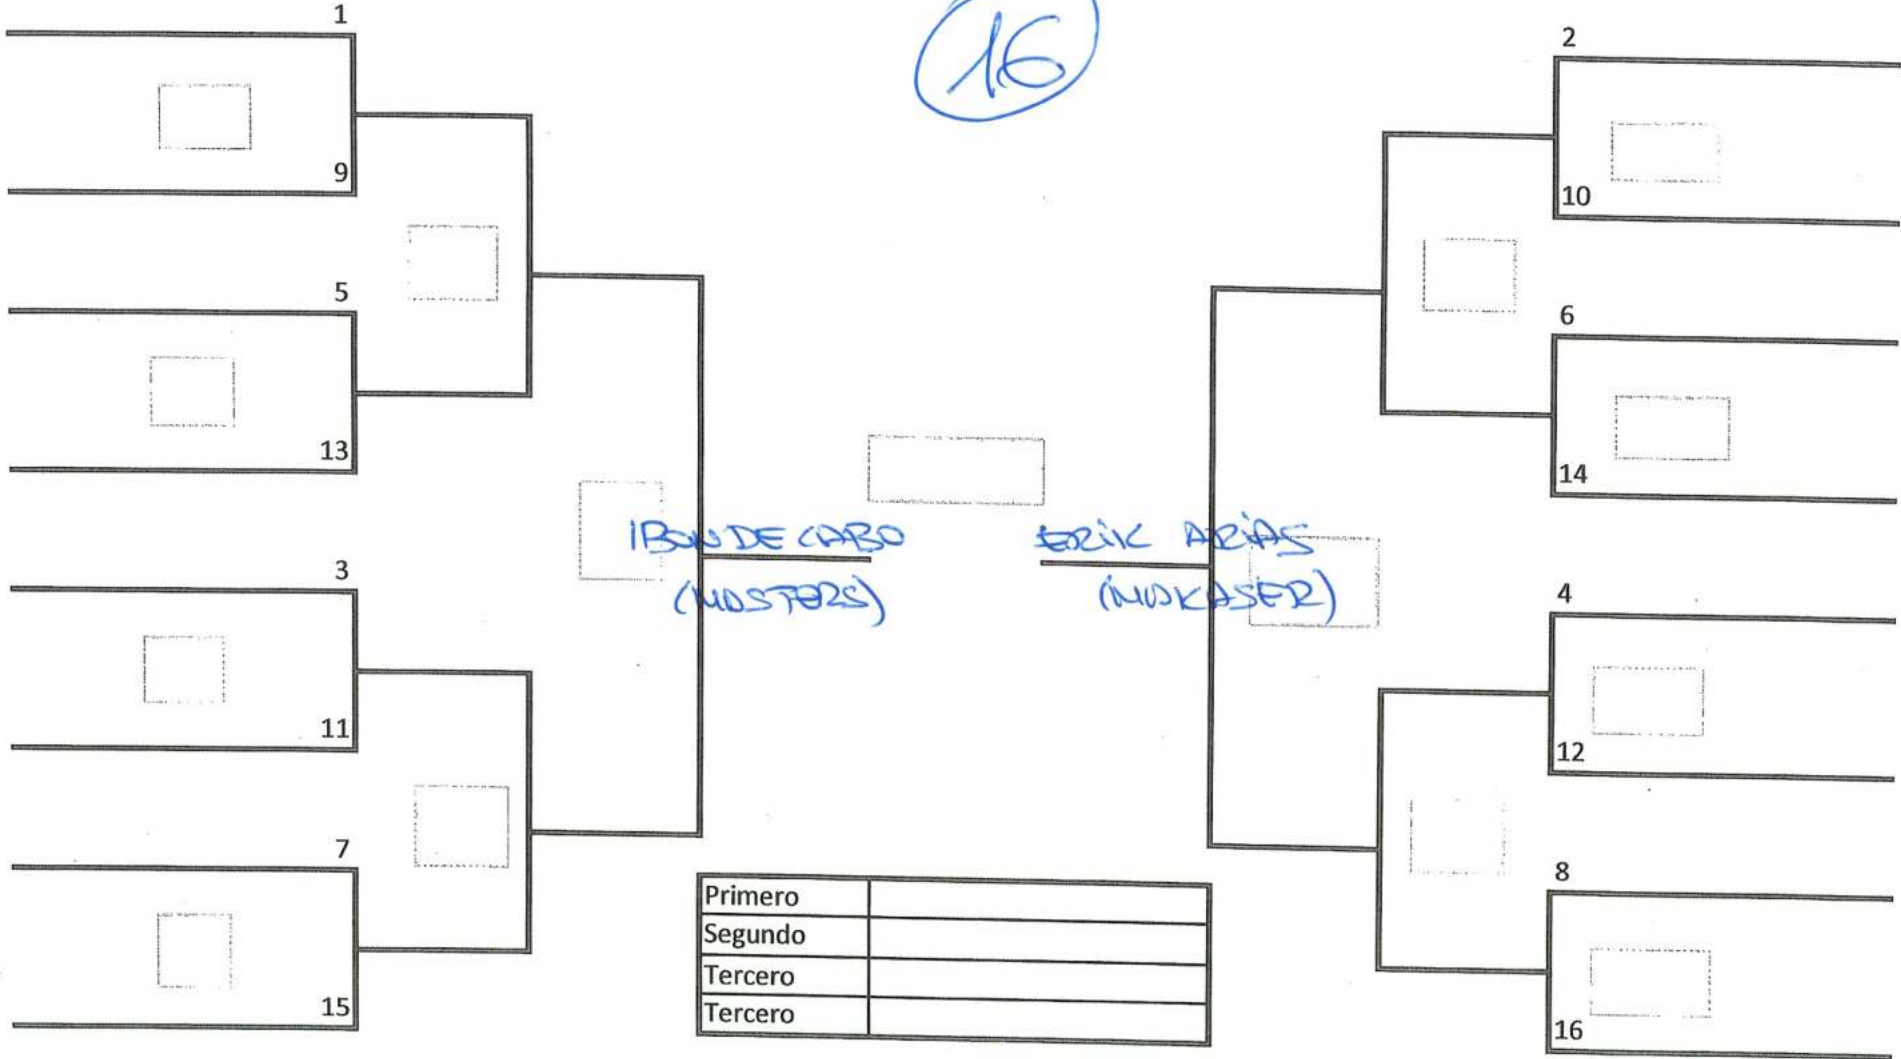 16
1
9
5
13
3
11
7
15
2
10
6
14
4
12
8
16
IBON DE CABO
(MOSTERS)
ERIK ARIAS
(MOKASER)
Primero
Segundo
Tercero
Tercero